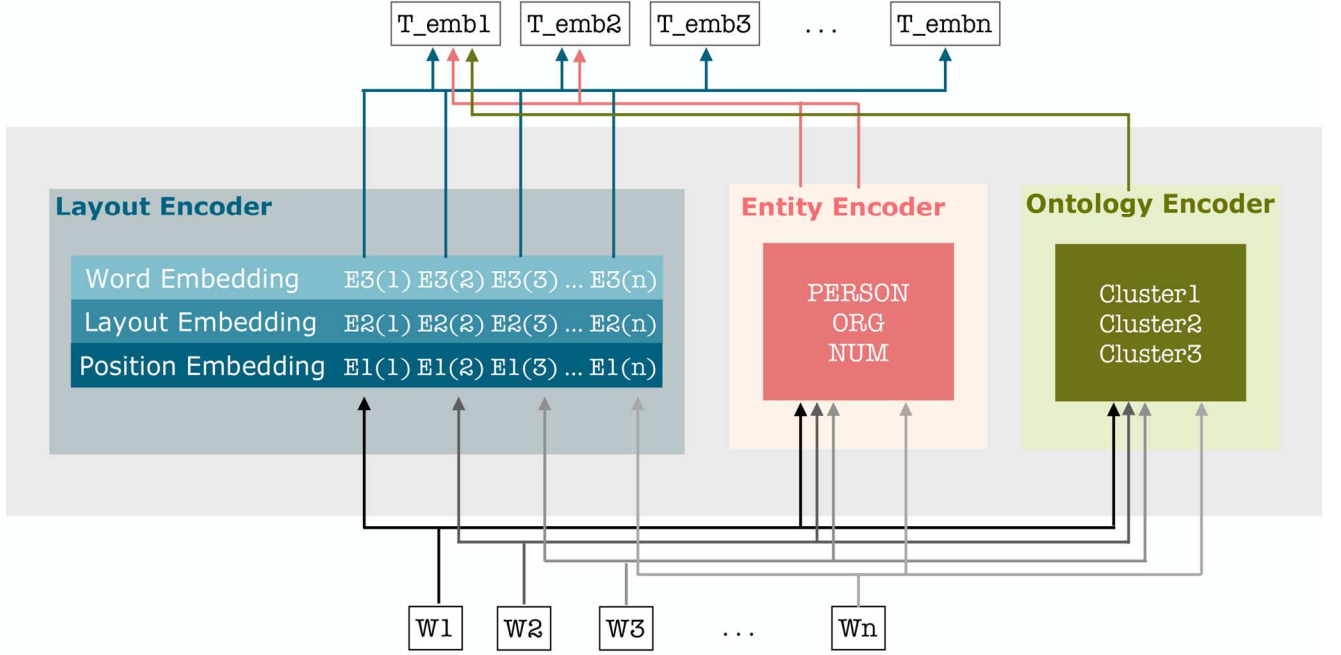 T_emb1 T_emb2 T_emb3 ... T_embn
Layout Encoder
Word Embedding E3(1) E3(2) E3(3) ... E3(n)
Layout Embedding E2(1) E2(2) E2(3) ... E2(n)
Position Embedding E1(1) E1(2) E1(3) ... E1(n)
Entity Encoder
PERSON
ORG
NUM
Ontology Encoder
Cluster1
Cluster2
Cluster3
W1 W2 W3 ... Wn